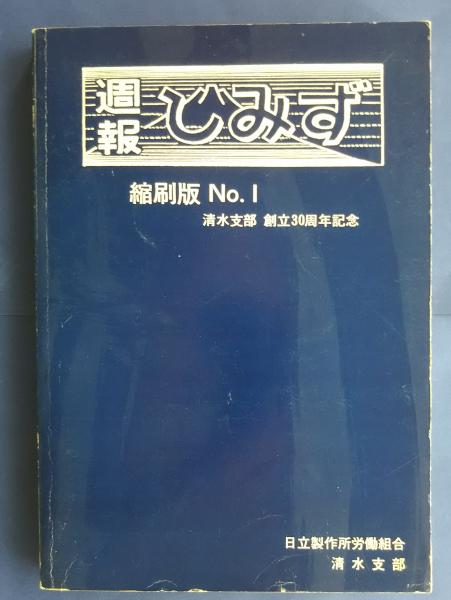 週報 しみず
縮刷版 No.1
清水支部 創立30周年記念
日立製作所労働組合
清水支部